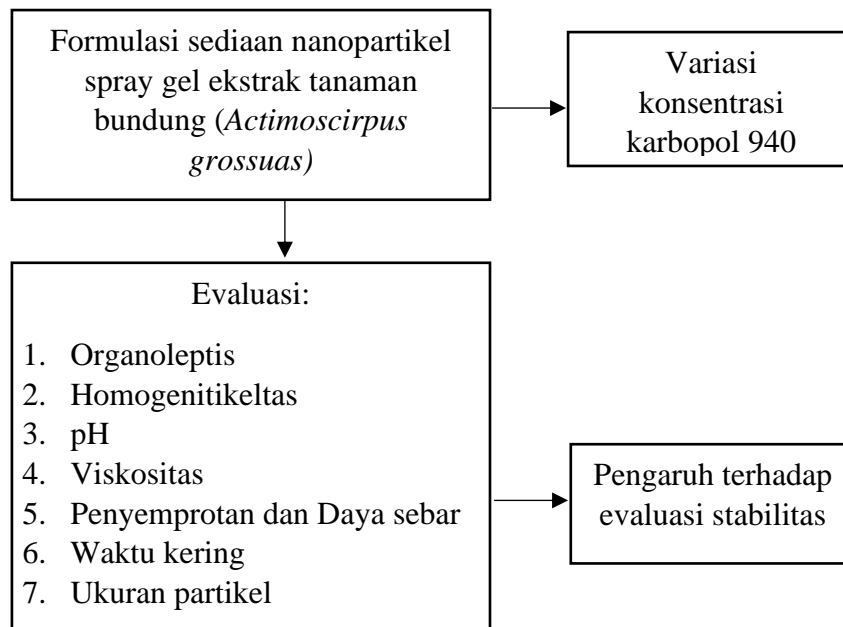 Formulasi sediaan nanopartikel
spray gel ekstrak tanaman
bundung (Actimoscirpus
grossuas)
Variasi
konsentrasi
karbopol 940
Evaluasi:
1. Organoleptis
2. Homogenitikeltas
3. pH
4. Viskositas
5. Penyemprotan dan Daya sebar
6. Waktu kering
7. Ukuran partikel
Pengaruh terhadap
evaluasi stabilitas